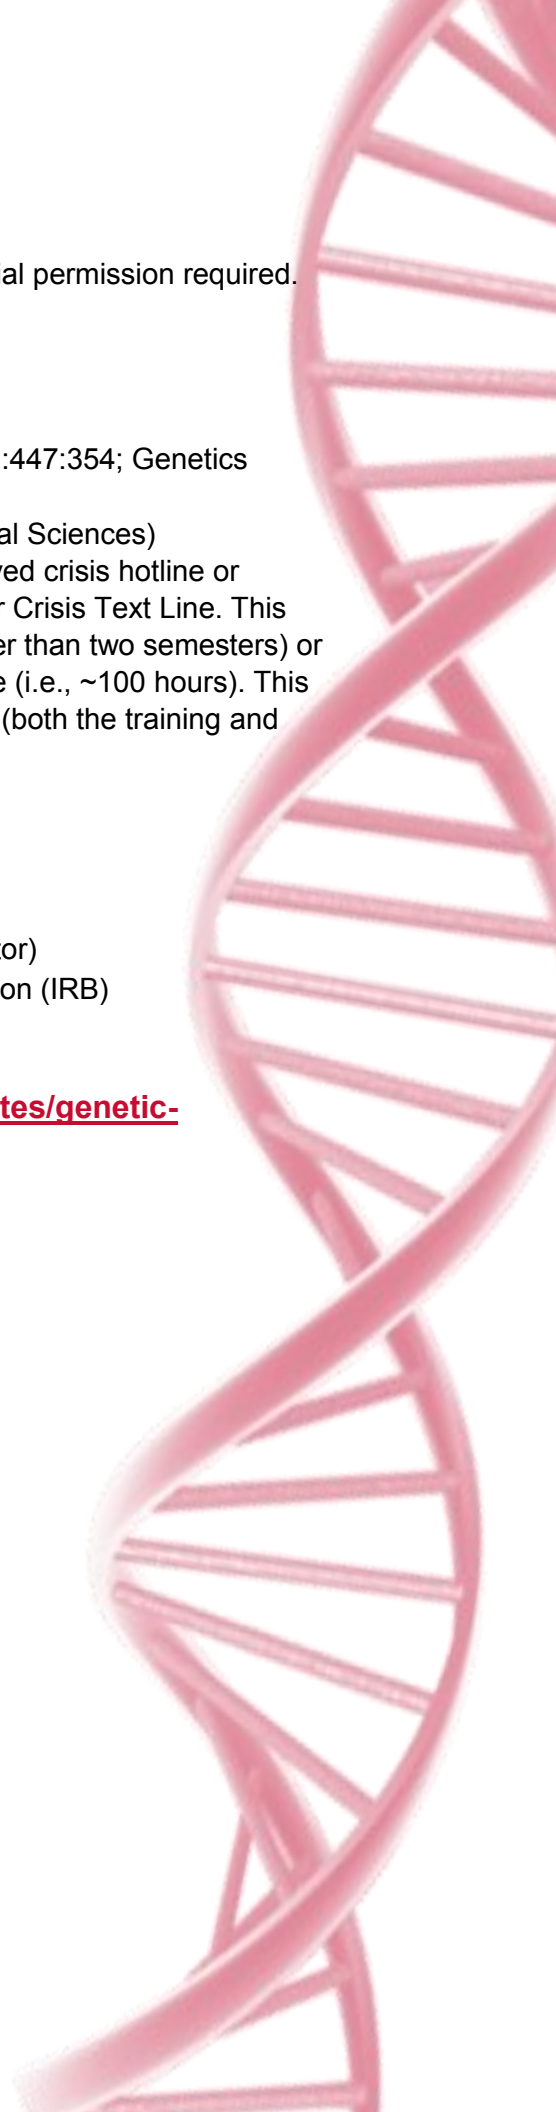 ial permission required.
:447:354; Genetics
al Sciences)
ved crisis hotline or
r Crisis Text Line. This
er than two semesters) or
e (i.e., ~100 hours). This
(both the training and
tor)
on (IRB)
tes/genetic-